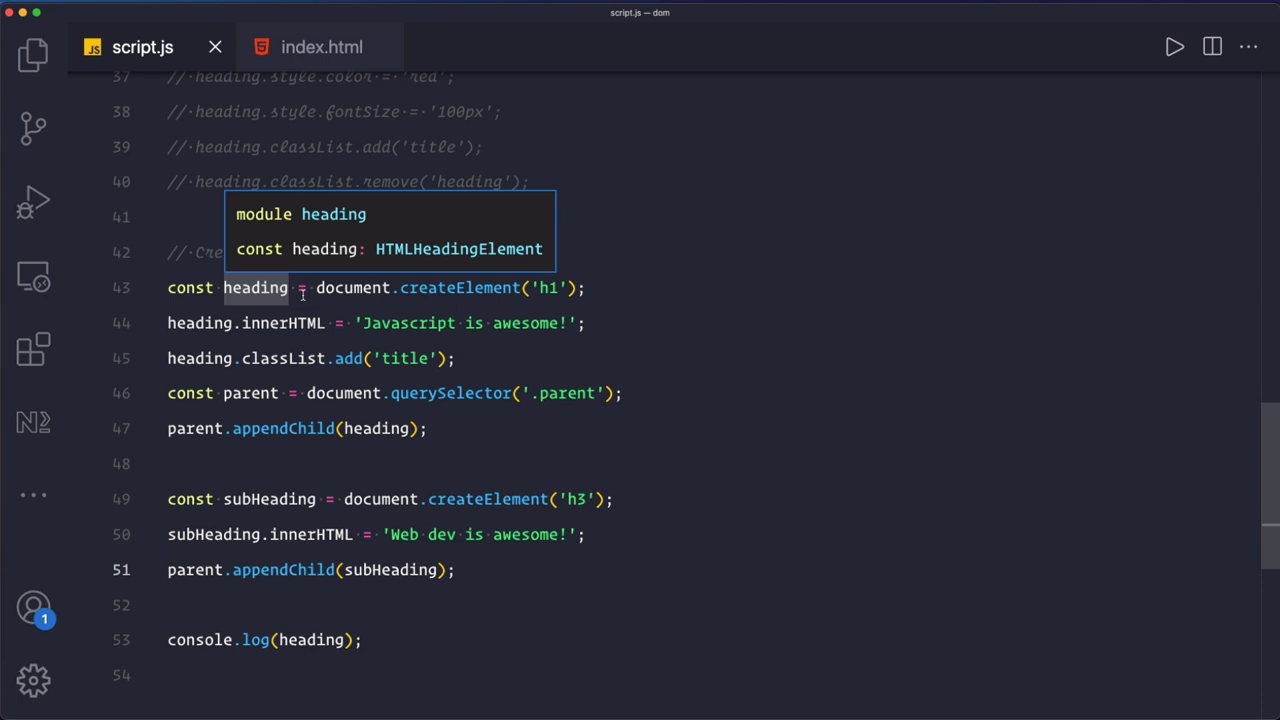 script.js — dom
JS script.js index.html
37 // heading.style.color = 'red';
38 // heading.style.fontSize = '100px';
39 // heading.classList.add('title');
40 // heading.classList.remove('heading');
module heading
41
const heading: HTMLHeadingElement
42 // Cre
43 const heading = document.createElement('h1');
44 heading.innerHTML = 'Javascript is awesome!';
45 heading.classList.add('title');
46 const parent = document.querySelector('.parent');
47 parent.appendChild(heading);
48
49 const subHeading = document.createElement('h3');
50 subHeading.innerHTML = 'Web dev is awesome!';
51 parent.appendChild(subHeading);
52
53 console.log(heading);
54
1